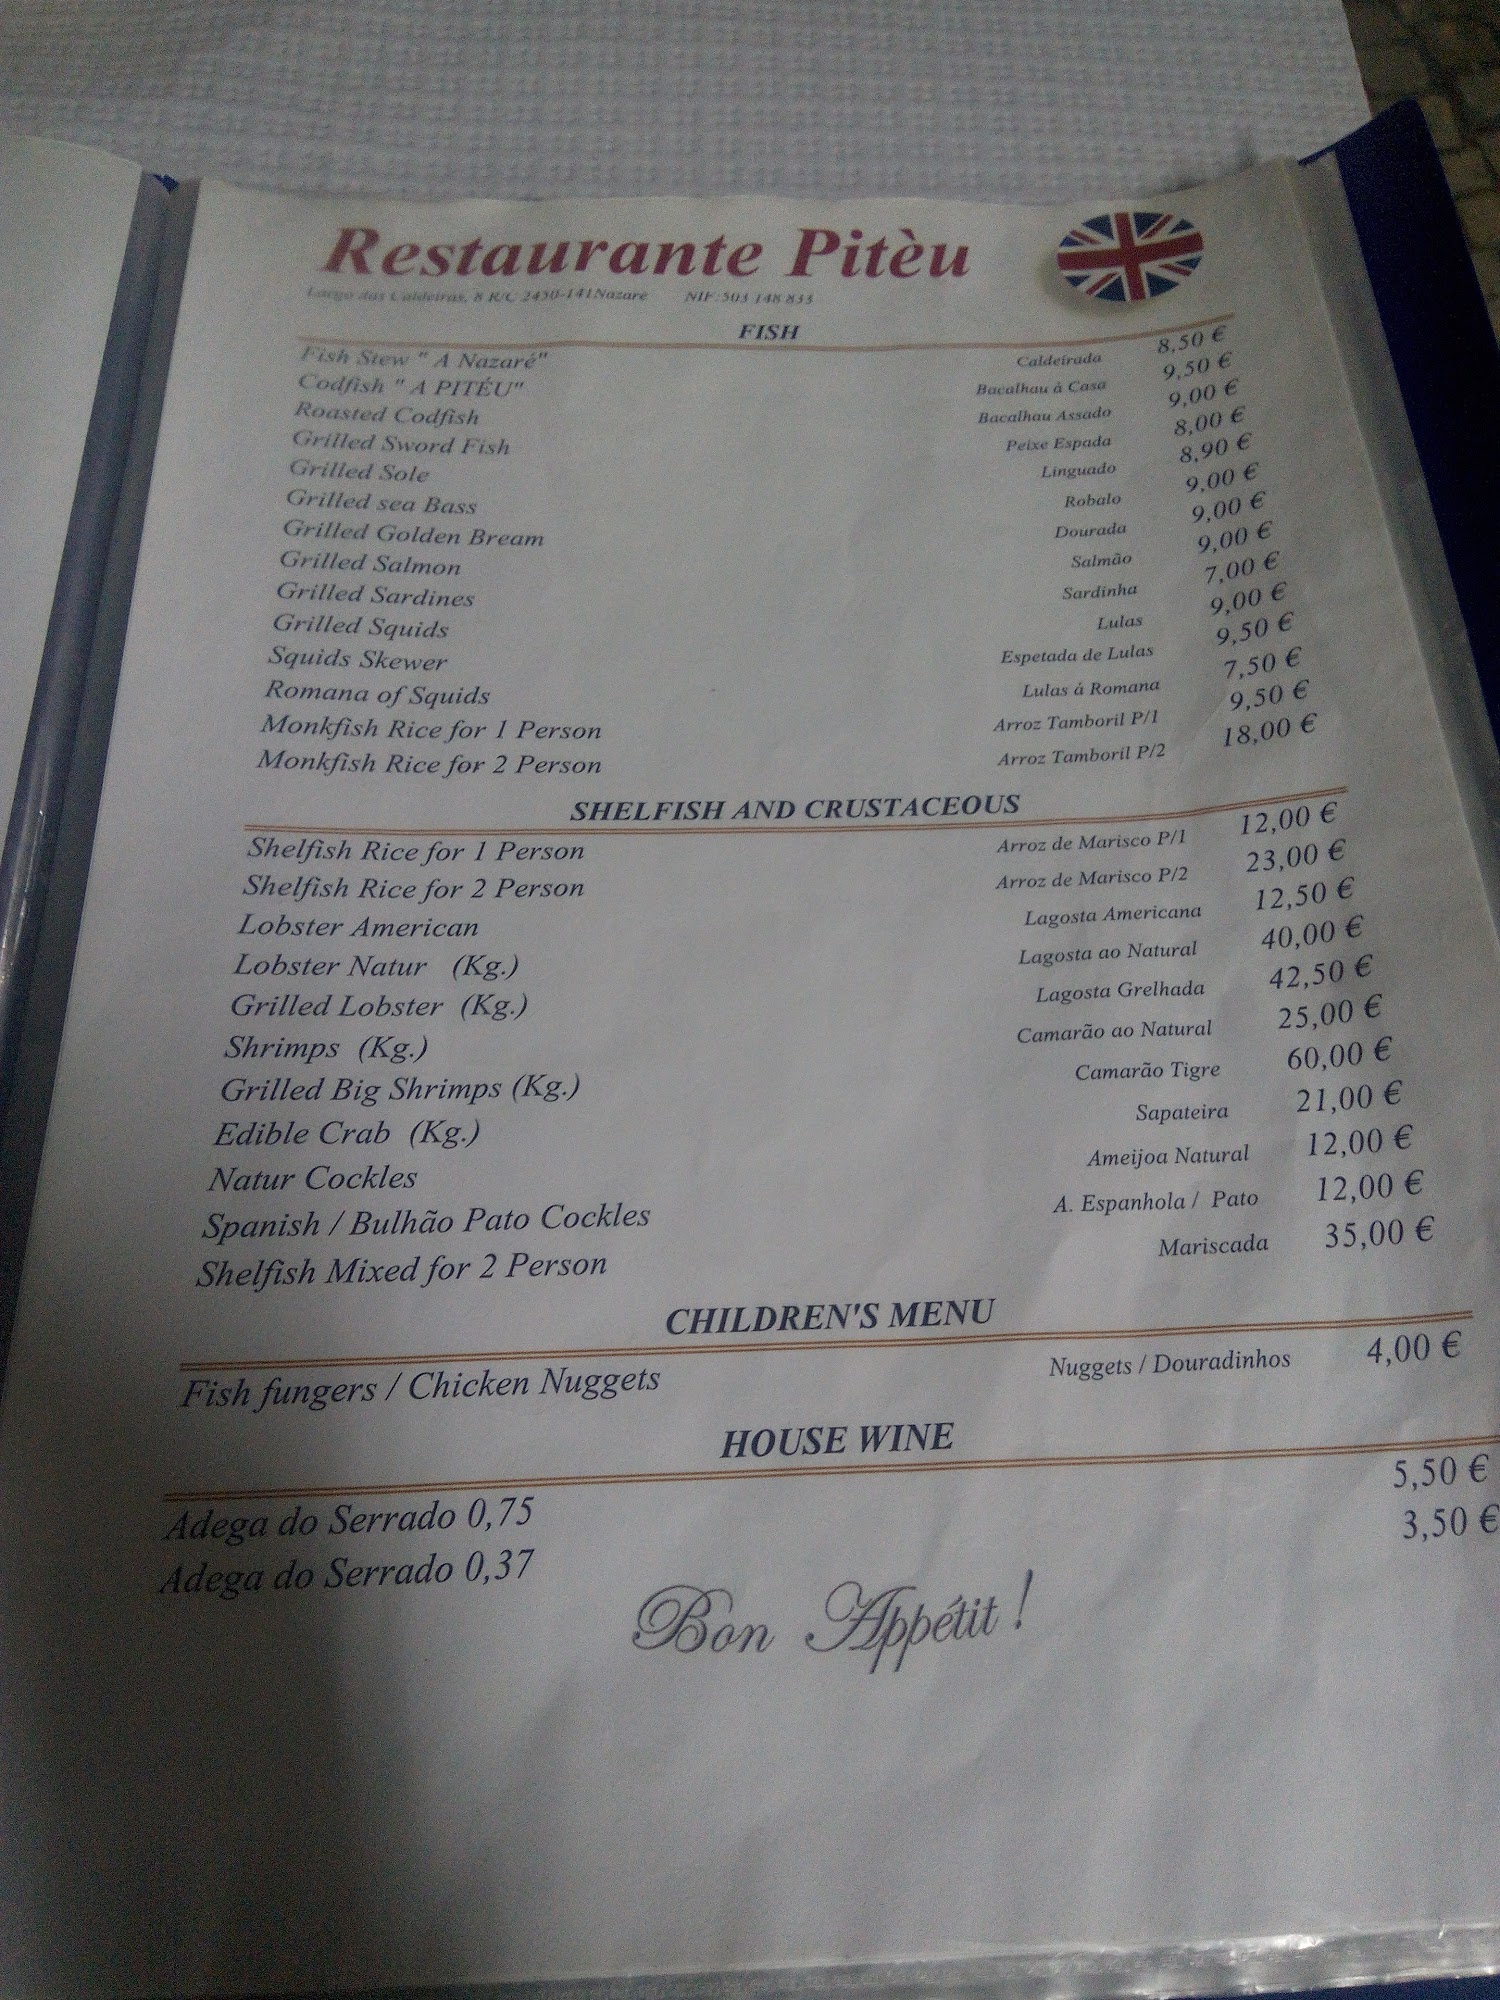 Restaurante Pitèu
Largo das Caldeiras, 8 R/C 2450-141Nazaré NIF: 503 148 833
FISH
Fish Stew " A Nazaré" Caldeirada 8,50 €
Codfish " A PITÉU" Bacalhau á Casa 9,50 €
Roasted Codfish Bacalhau Assado 9,00 €
Grilled Sword Fish Peixe Espada 8,00 €
Grilled Sole Linguado 8,90 €
Grilled sea Bass Robalo 9,00 €
Grilled Golden Bream Dourada 9,00 €
Grilled Salmon Salmão 9,00 €
Grilled Sardines Sardinha 7,00 €
Grilled Squids Lulas 9,00 €
Squids Skewer Espetada de Lulas 9,50 €
Romana of Squids Lulas á Romana 7,50 €
Monkfish Rice for 1 Person Arroz Tamboril P/1 9,50 €
Monkfish Rice for 2 Person Arroz Tamboril P/2 18,00 €
SHELFISH AND CRUSTACEOUS
Shelfish Rice for 1 Person Arroz de Marisco P/1 12,00 €
Shelfish Rice for 2 Person Arroz de Marisco P/2 23,00 €
Lobster American Lagosta Americana 12,50 €
Lobster Natur (Kg.) Lagosta ao Natural 40,00 €
Grilled Lobster (Kg.) Lagosta Grelhada 42,50 €
Shrimps (Kg.) Camarão ao Natural 25,00 €
Grilled Big Shrimps (Kg.) Camarão Tigre 60,00 €
Edible Crab (Kg.) Sapateira 21,00 €
Natur Cockles Ameijoa Natural 12,00 €
Spanish / Bulhão Pato Cockles A. Espanhola / Pato 12,00 €
Shelfish Mixed for 2 Person Mariscada 35,00 €
CHILDREN'S MENU
Fish fungers / Chicken Nuggets Nuggets / Douradinhos 4,00 €
HOUSE WINE
Adega do Serrado 0,75 5,50 €
Adega do Serrado 0,37 3,50 €
Bon Appétit !